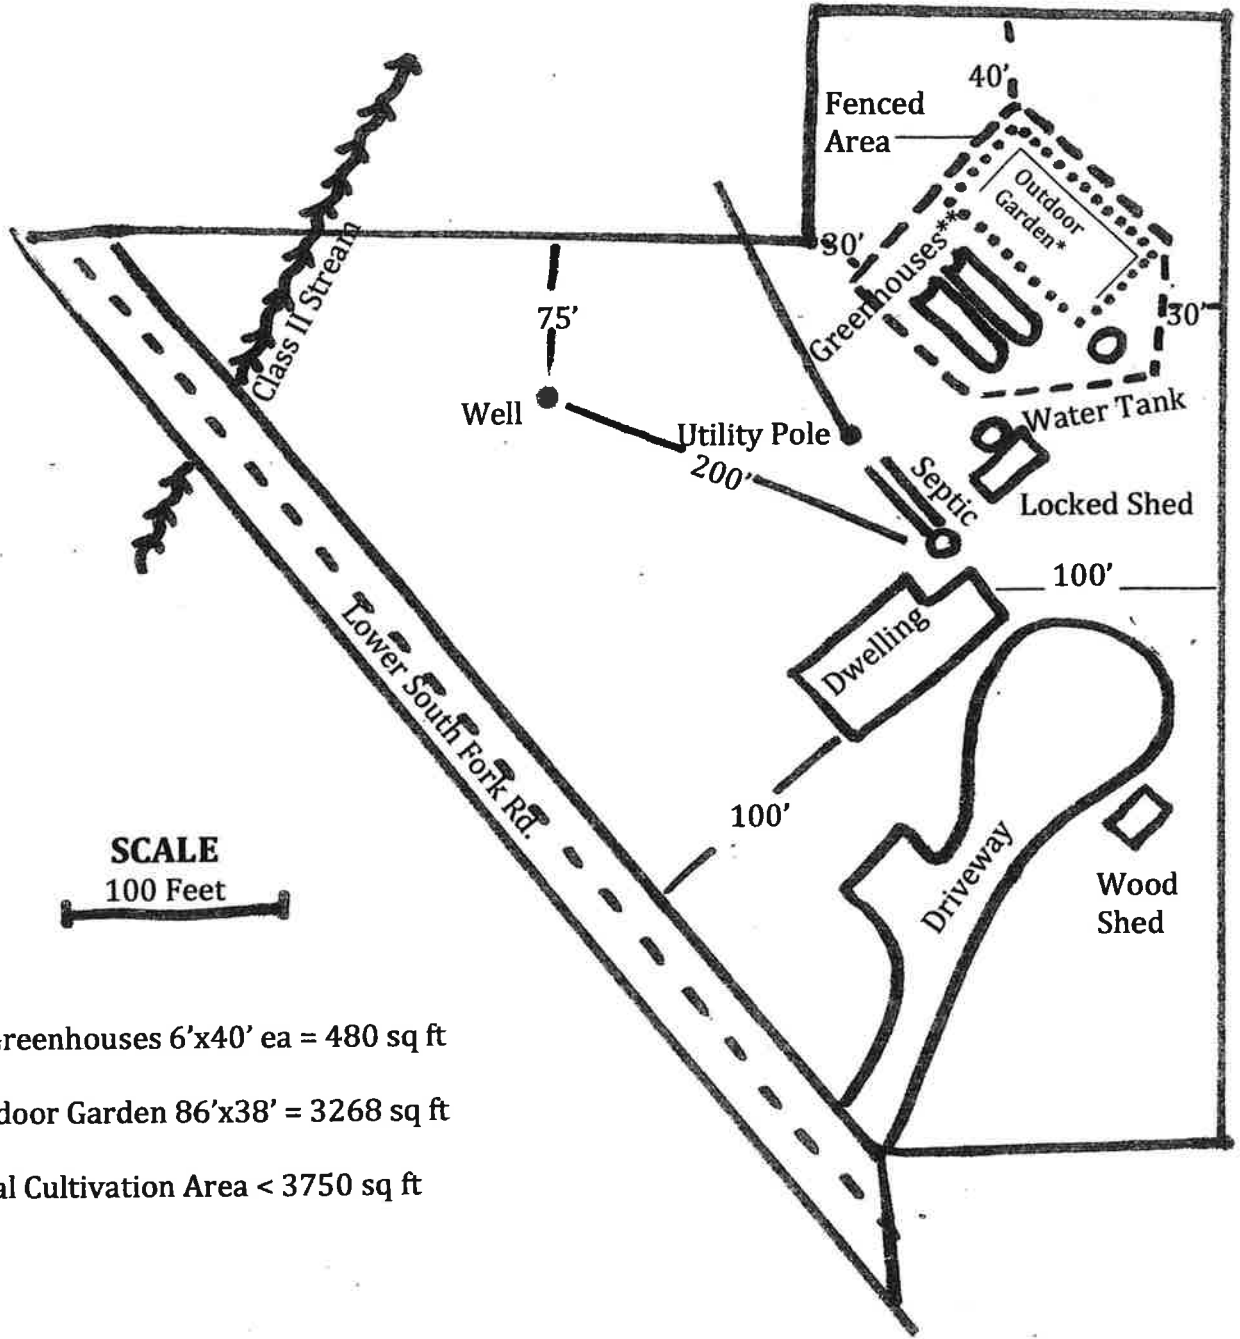 40’
Fenced
Area
Outdoor
Garden*
30’
Greenhouses**
30’
Class II Stream
75’
Well
Utility Pole
200’
Water Tank
Septic
Locked Shed
100’
Dwelling
Lower South Fork Rd.
100’
SCALE
100 Feet
Driveway
Wood
Shed
reenhouses 6’x40’ ea = 480 sq ft
door Garden 86’x38’ = 3268 sq ft
al Cultivation Area < 3750 sq ft